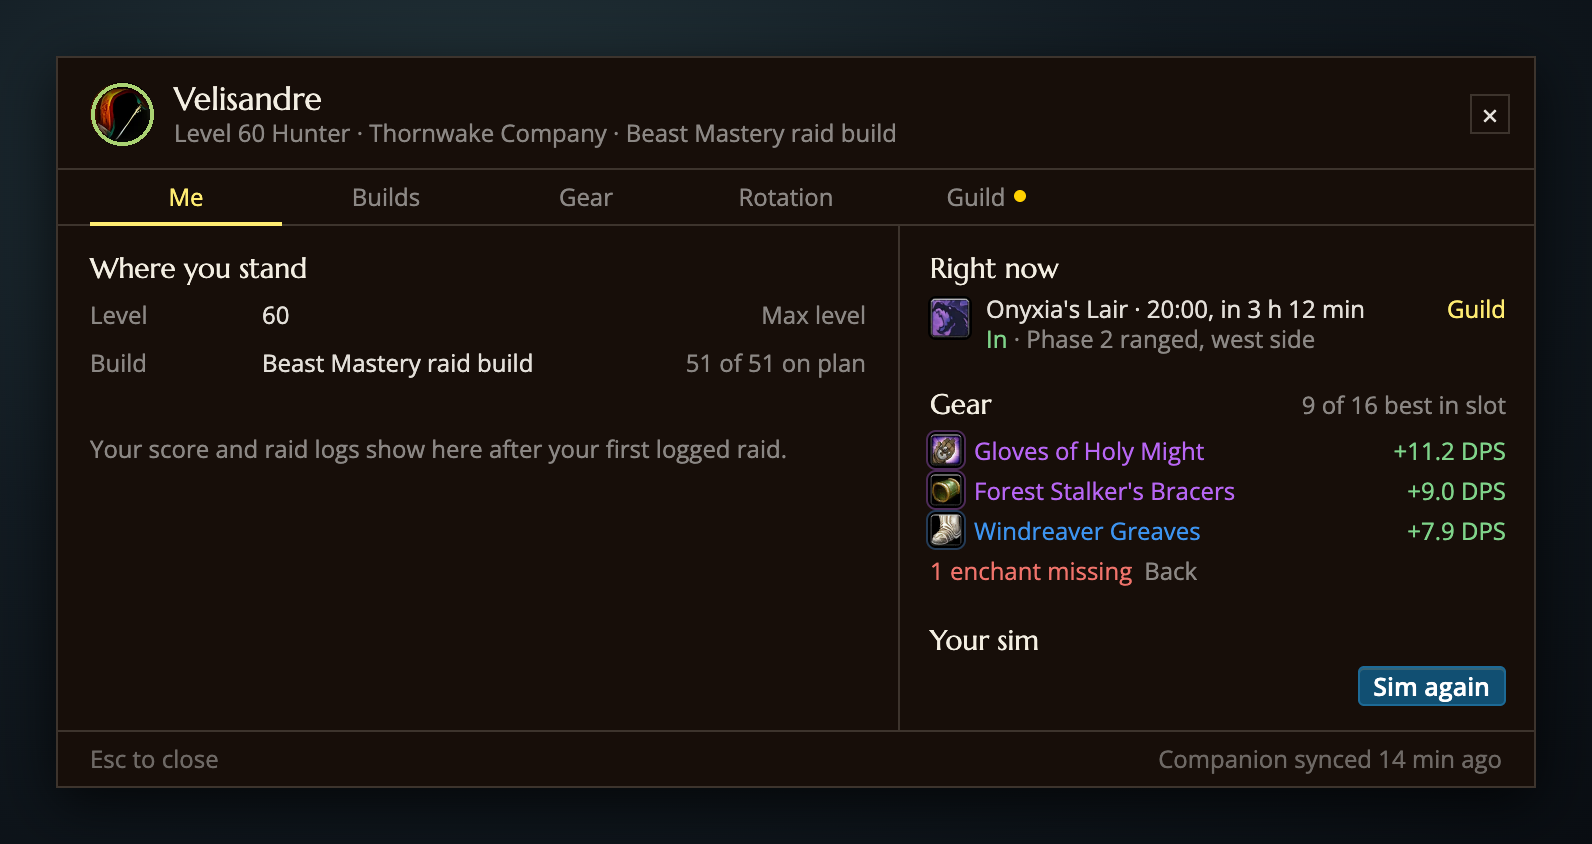 Velisandre
Level 60 Hunter · Thornwake Company · Beast Mastery raid build
×
Me
Builds
Gear
Rotation
Guild
Where you stand
Level 60 Max level
Build Beast Mastery raid build 51 of 51 on plan
Your score and raid logs show here after your first logged raid.
Right now
Onyxia's Lair · 20:00, in 3 h 12 min Guild
In · Phase 2 ranged, west side
Gear 9 of 16 best in slot
Gloves of Holy Might +11.2 DPS
Forest Stalker's Bracers +9.0 DPS
Windreaver Greaves +7.9 DPS
1 enchant missing Back
Your sim
Sim again
Esc to close
Companion synced 14 min ago